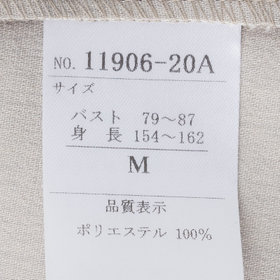 NO. 11906-20A
サイズ
バスト 79～87
身長 154～162
M
品質表示
ポリエステル 100%